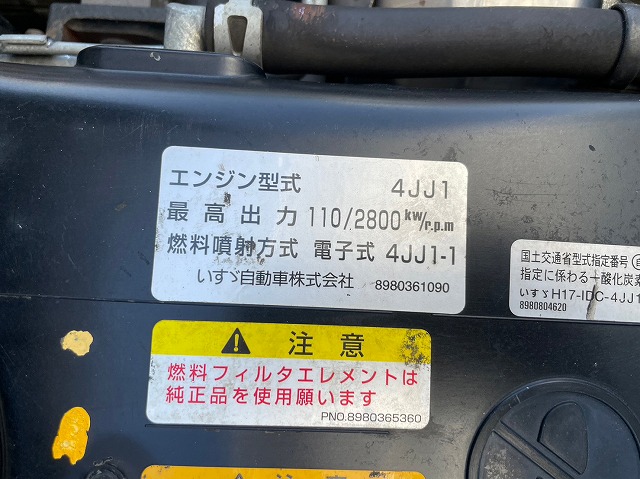 エンジン型式 4JJ1
最高出力 110/2800 kW/r.p.m
燃料噴射方式 電子式 4JJ1-1
いすゞ自動車株式会社 8980361090
国土交通省型式指定番号
指定に係わる一酸化炭素
いすゞH17-IDC-4JJ1
8980804620
注意
燃料フィルタエレメントは
純正品を使用願います
PNO.8980365360